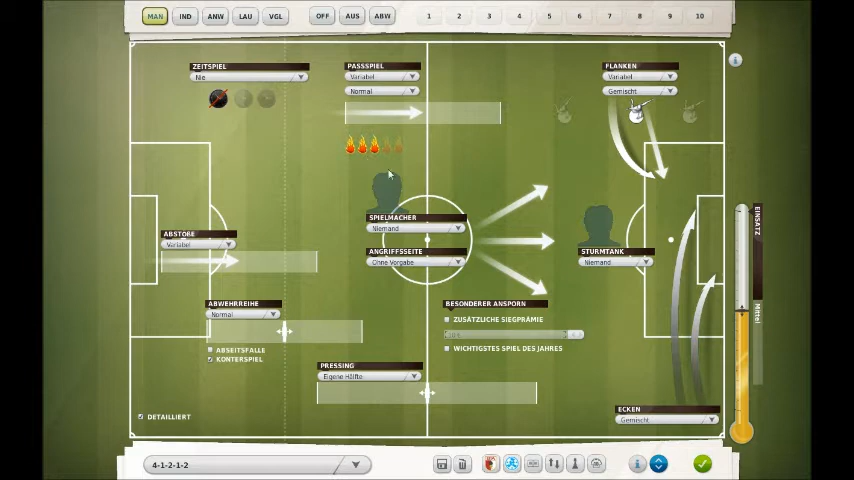 MAN IND ANW LAU VGL OFF AUS ABW 1 2 3 4 5 6 7 8 9 10
ZEITSPIEL
Nie
PASSSPIEL
Variabel
Normal
FLANKEN
Variabel
Gemischt
SPIELMACHER
Niemand
ABSTOßE
Variabel
ANGRIFFSSEITE
Ohne Vorgabe
STURMTANK
Niemand
EINSATZ
Mittel
ABWEHRREIHE
Normal
ABSEITSFALLE
KONTERSPIEL
BESONDERER ANSPORN
ZUSÄTZLICHE SIEGPRÄMIE
WICHTIGSTES SPIEL DES JAHRES
PRESSING
Eigene Hälfte
ECKEN
Gemischt
DETAILLIERT
4-1-2-1-2